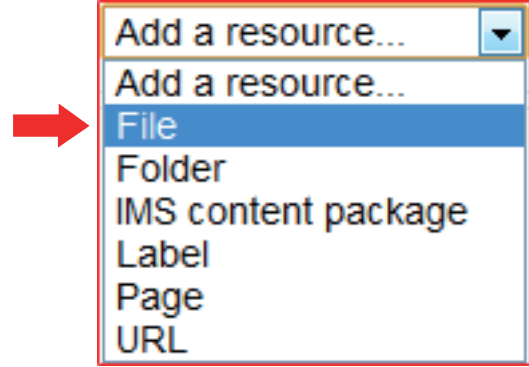 Add a resource...
Add a resource...
File
Folder
IMS content package
Label
Page
URL